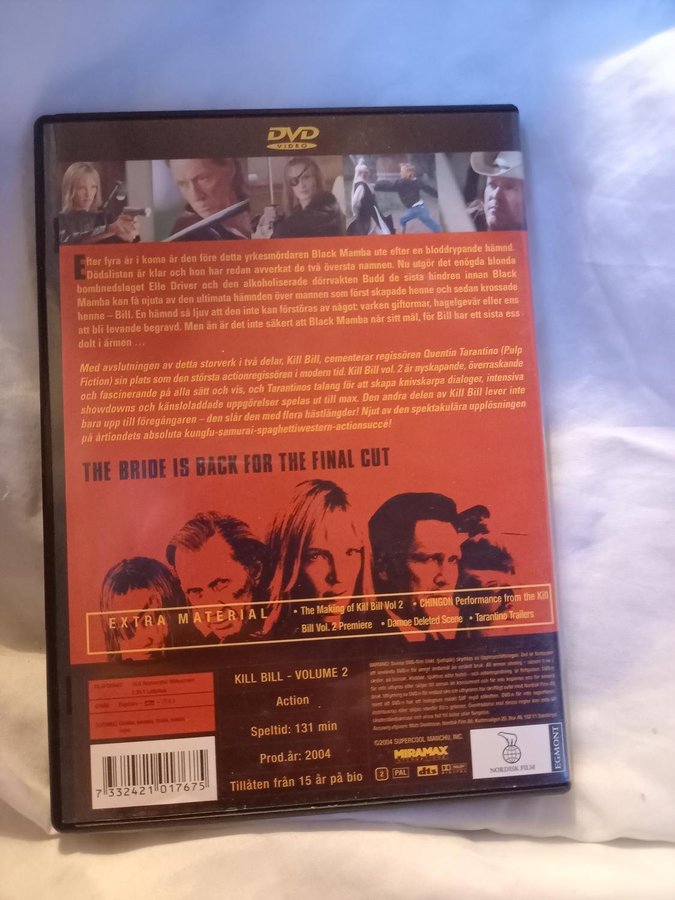 DVD
VIDEO
Efter fyra år i koma är den före detta yrkesmördaren Black Mamba ute efter en bloddrypande hämnd.
Dödslistan är klar och hon har redan avverkat de två översta namnen. Nu utgör det enögda blonda
bombnedslaget Elle Driver och den alkoholiserade dörrvakten Budd de sista hindren innan Black
Mamba kan få njuta av den ultimata hämnden över mannen som först skapade henne och sedan krossade
henne – Bill. En hämnd så ljuv att den inte kan förstöras av något: varken giftormar, hagelgevär eller ens
att bli levande begravd. Men än är det inte säkert att Black Mamba når sitt mål, för Bill har ett sista ess
dolt i ärmen ...
Med avslutningen av detta storverk i två delar, Kill Bill, cementerar regissören Quentin Tarantino (Pulp
Fiction) sin plats som den största actionregissören i modern tid. Kill Bill vol. 2 är nyskapande, överraskande
och fascinerande på alla sätt och vis, och Tarantinos talang för att skapa knivskarpa dialoger, intensiva
showdowns och känsloladdade uppgörelser spelas ut till max. Den andra delen av Kill Bill lever inte
bara upp till föregångaren – den slår den med flera hästlängder! Njut av den spektakulära upplösningen
på årtiondets absoluta kungfu-samurai-spaghettiwestern-actionsuccé!
THE BRIDE IS BACK FOR THE FINAL CUT
EXTRA MATERIAL
• The Making of Kill Bill Vol 2 • CHINGON Performance from the Kill
Bill Vol. 2 Premiere • Damoe Deleted Scene • Tarantino Trailers
KILL BILL - VOLUME 2
Action
Speltid: 131 min
Prod.år: 2004
Tillåten från 15 år på bio
7 332421 017675
©2004 SUPERCOOL MANCHU, INC.
MIRAMAX
2 PAL dts
NORDISK FILM
EGMONT